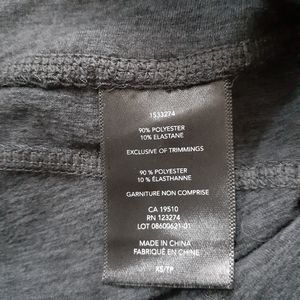 1533274
90% POLYESTER
10% ELASTANE
EXCLUSIVE OF TRIMMINGS
90 % POLYESTER
10 % ÉLASTHANNE
GARNITURE NON COMPRISE
CA 19510
RN 123274
LOT 08600621-01
MADE IN CHINA
FABRIQUÉ EN CHINE
XS/TP